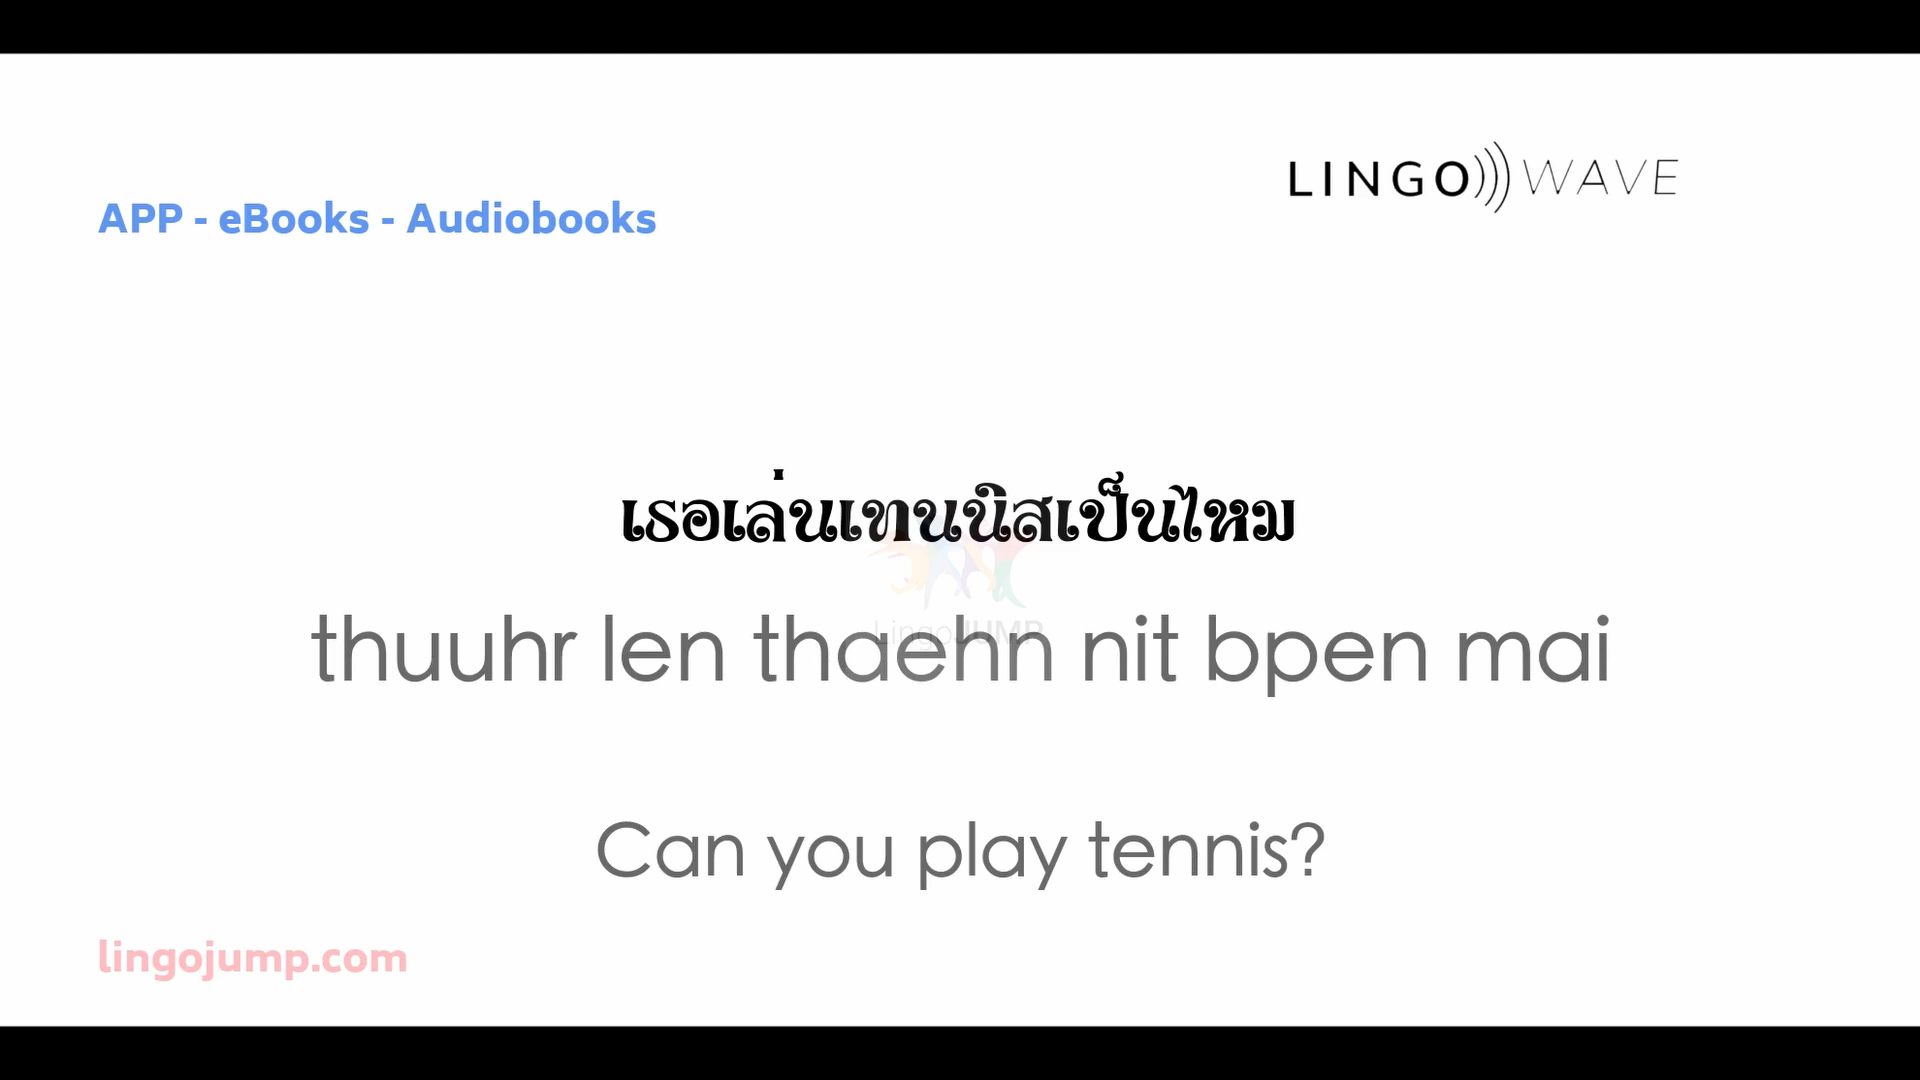 LINGO WAVE
APP - eBooks - Audiobooks
เธอเล่นเทนนิสเป็นไหม
LingoJUMP
thuuhr len thaehn nit bpen mai
Can you play tennis?
lingojump.com